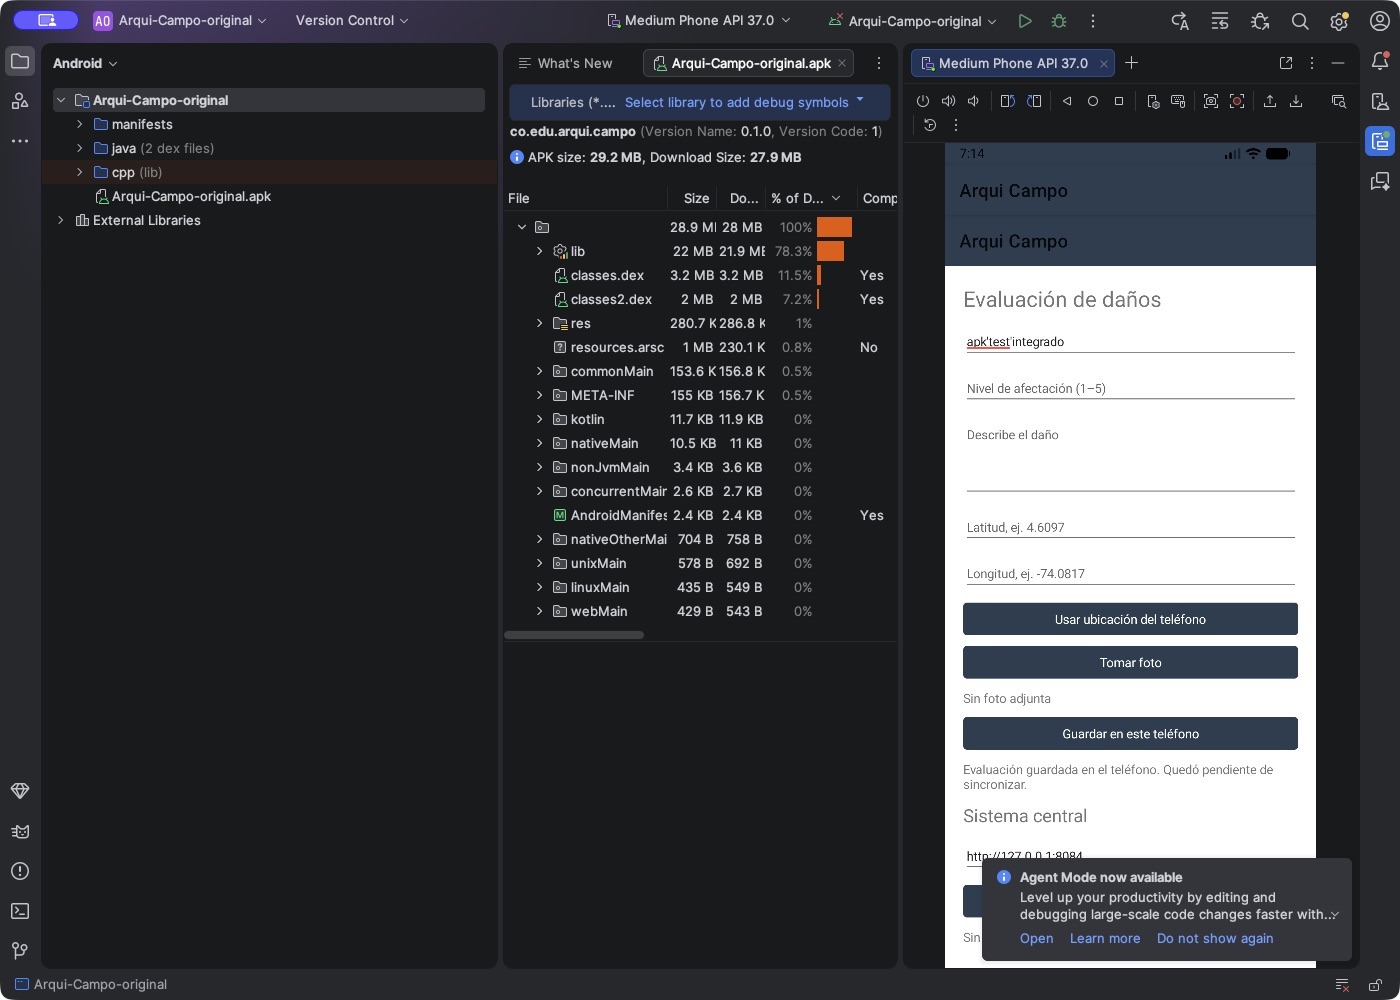 AO Arqui-Campo-original Version Control Medium Phone API 37.0 Arqui-Campo-original
Android
Arqui-Campo-original
manifests
java (2 dex files)
cpp (lib)
Arqui-Campo-original.apk
External Libraries
What's New Arqui-Campo-original.apk
Libraries (*.... Select library to add debug symbols
co.edu.arqui.campo (Version Name: 0.1.0, Version Code: 1)
APK size: 29.2 MB, Download Size: 27.9 MB
File Size Do... % of D... Comp
28.9 M 28 MB 100%
lib 22 MB 21.9 ME 78.3%
classes.dex 3.2 MB 3.2 MB 11.5% Yes
classes2.dex 2 MB 2 MB 7.2% Yes
res 280.7 K 286.8 K 1%
resources.arsc 1 MB 230.1 K 0.8% No
commonMain 153.6 K 156.8 K 0.5%
META-INF 155 KB 156.7 K 0.5%
kotlin 11.7 KB 11.9 KB 0%
nativeMain 10.5 KB 11 KB 0%
nonJvmMain 3.4 KB 3.6 KB 0%
concurrentMair 2.6 KB 2.7 KB 0%
AndroidManifes 2.4 KB 2.4 KB 0% Yes
nativeOtherMai 704 B 758 B 0%
unixMain 578 B 692 B 0%
linuxMain 435 B 549 B 0%
webMain 429 B 543 B 0%
Medium Phone API 37.0
7:14
Arqui Campo
Arqui Campo
Evaluación de daños
apk'test'integrado
Nivel de afectación (1–5)
Describe el daño
Latitud, ej. 4.6097
Longitud, ej. -74.0817
Usar ubicación del teléfono
Tomar foto
Sin foto adjunta
Guardar en este teléfono
Evaluación guardada en el teléfono. Quedó pendiente de
sincronizar.
Sistema central
http://127.0.0.1:8084
Sin
Agent Mode now available
Level up your productivity by editing and
debugging large-scale code changes faster with...
Open Learn more Do not show again
Arqui-Campo-original